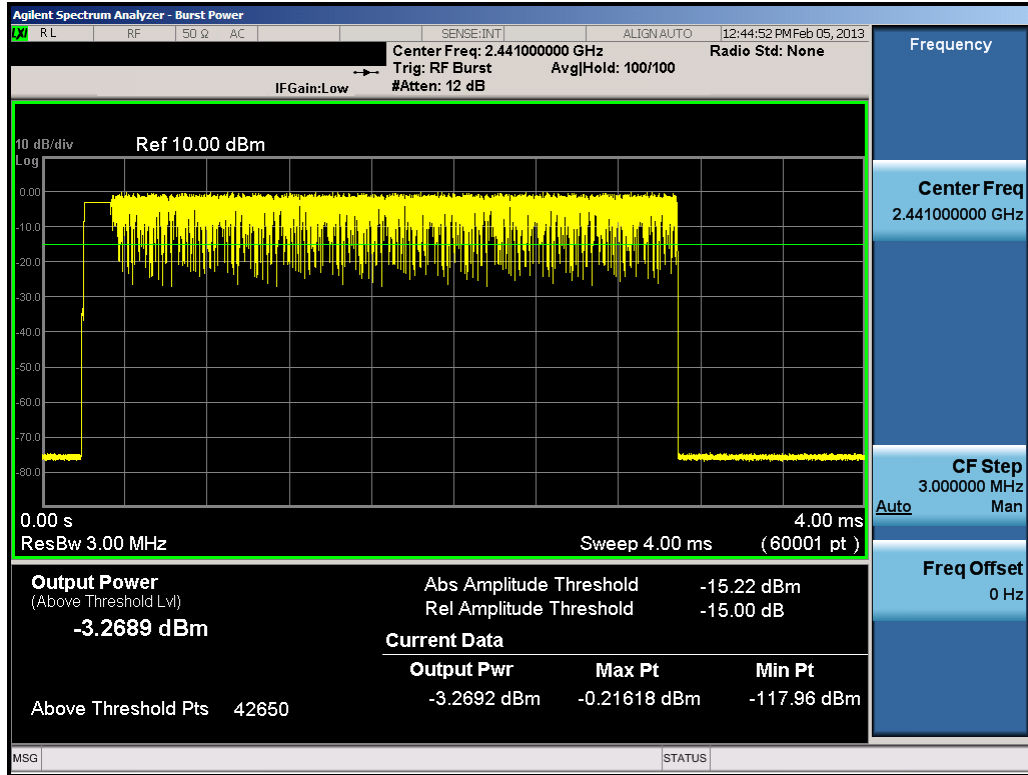 Agilent Spectrum Analyzer - Burst Power
LXI RL RF 50 Ω AC SENSE:INT ALIGN AUTO 12:44:52 PM Feb 05, 2013
Center Freq: 2.441000000 GHz Radio Std: None
Trig: RF Burst Avg|Hold: 100/100
IFGain:Low #Atten: 12 dB
10 dB/div Ref 10.00 dBm
Log
0.00
-10.0
-20.0
-30.0
-40.0
-50.0
-60.0
-70.0
-80.0
0.00 s 4.00 ms
ResBw 3.00 MHz Sweep 4.00 ms (60001 pt)
Output Power
(Above Threshold Lvl)
-3.2689 dBm
Above Threshold Pts 42650
Abs Amplitude Threshold -15.22 dBm
Rel Amplitude Threshold -15.00 dB
Current Data
Output Pwr Max Pt Min Pt
-3.2692 dBm -0.21618 dBm -117.96 dBm
MSG STATUS
Frequency
Center Freq
2.441000000 GHz
CF Step
3.000000 MHz
Auto Man
Freq Offset
0 Hz